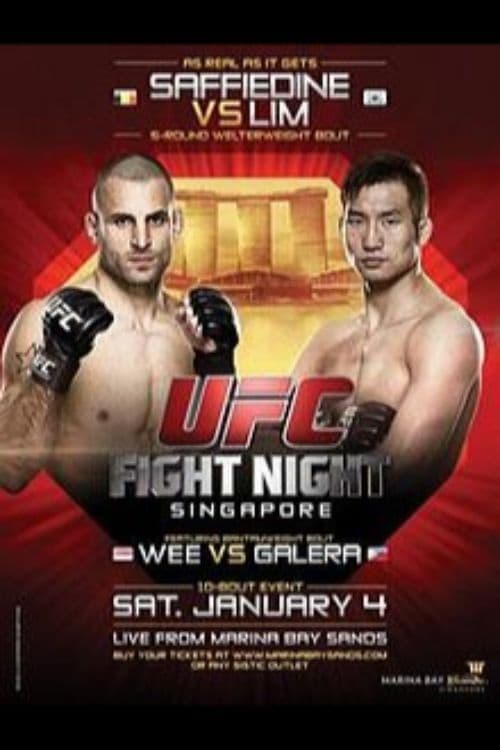 AS REAL AS IT GETS
SAFFIEDINE
VS LIM
5-ROUND WELTERWEIGHT BOUT
UFC
UFC
FIGHT NIGHT
SINGAPORE
FEATURING BANTAMWEIGHT BOUT
WEE VS GALERA
10-BOUT EVENT
SAT. JANUARY 4
LIVE FROM MARINA BAY SANDS
BUY YOUR TICKETS AT WWW.MARINABAYSANDS.COM
OR ANY SISTIC OUTLET
MARINA BAY Sands
SINGAPORE